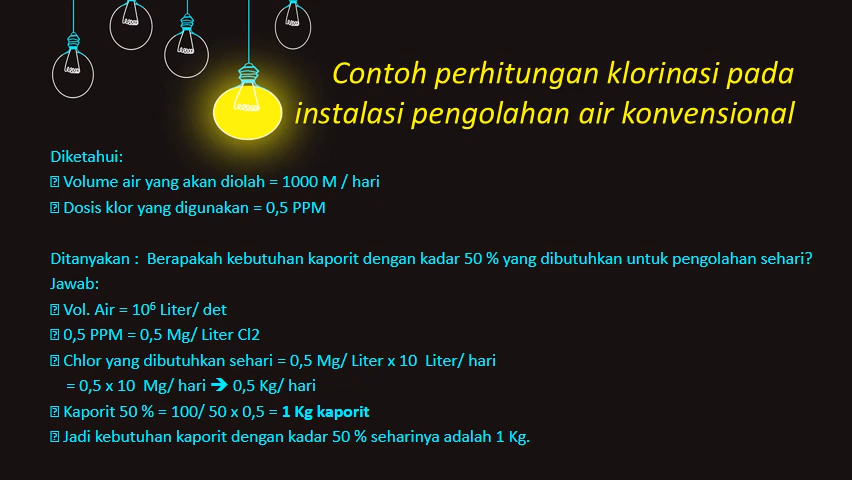 Contoh perhitungan klorinasi pada
instalasi pengolahan air konvensional
Diketahui:
⍰ Volume air yang akan diolah = 1000 M / hari
⍰ Dosis klor yang digunakan = 0,5 PPM
Ditanyakan : Berapakah kebutuhan kaporit dengan kadar 50 % yang dibutuhkan untuk pengolahan sehari?
Jawab:
⍰ Vol. Air = 10⁶ Liter/ det
⍰ 0,5 PPM = 0,5 Mg/ Liter Cl2
⍰ Chlor yang dibutuhkan sehari = 0,5 Mg/ Liter x 10 Liter/ hari
= 0,5 x 10 Mg/ hari ➔ 0,5 Kg/ hari
⍰ Kaporit 50 % = 100/ 50 x 0,5 = 1 Kg kaporit
⍰ Jadi kebutuhan kaporit dengan kadar 50 % seharinya adalah 1 Kg.